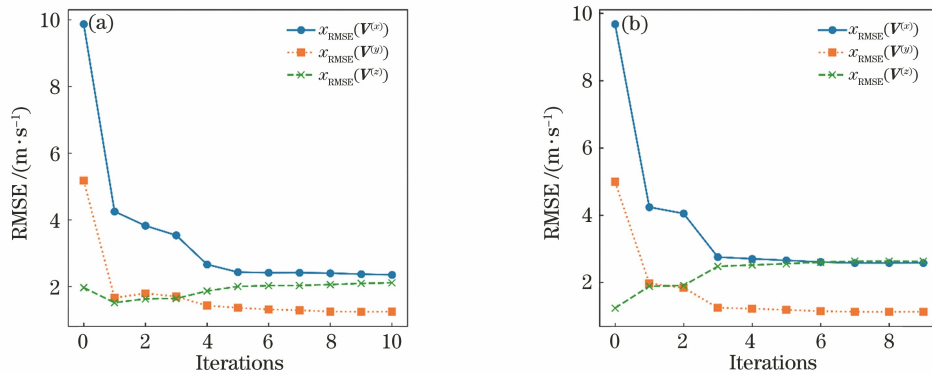 (a)
x_RMSE(V^(x))
x_RMSE(V^(y))
x_RMSE(V^(z))
RMSE /(m·s⁻¹)
10
8
6
4
2
0 2 4 6 8 10
Iterations
(b)
x_RMSE(V^(x))
x_RMSE(V^(y))
x_RMSE(V^(z))
RMSE /(m·s⁻¹)
10
8
6
4
2
0 2 4 6 8
Iterations